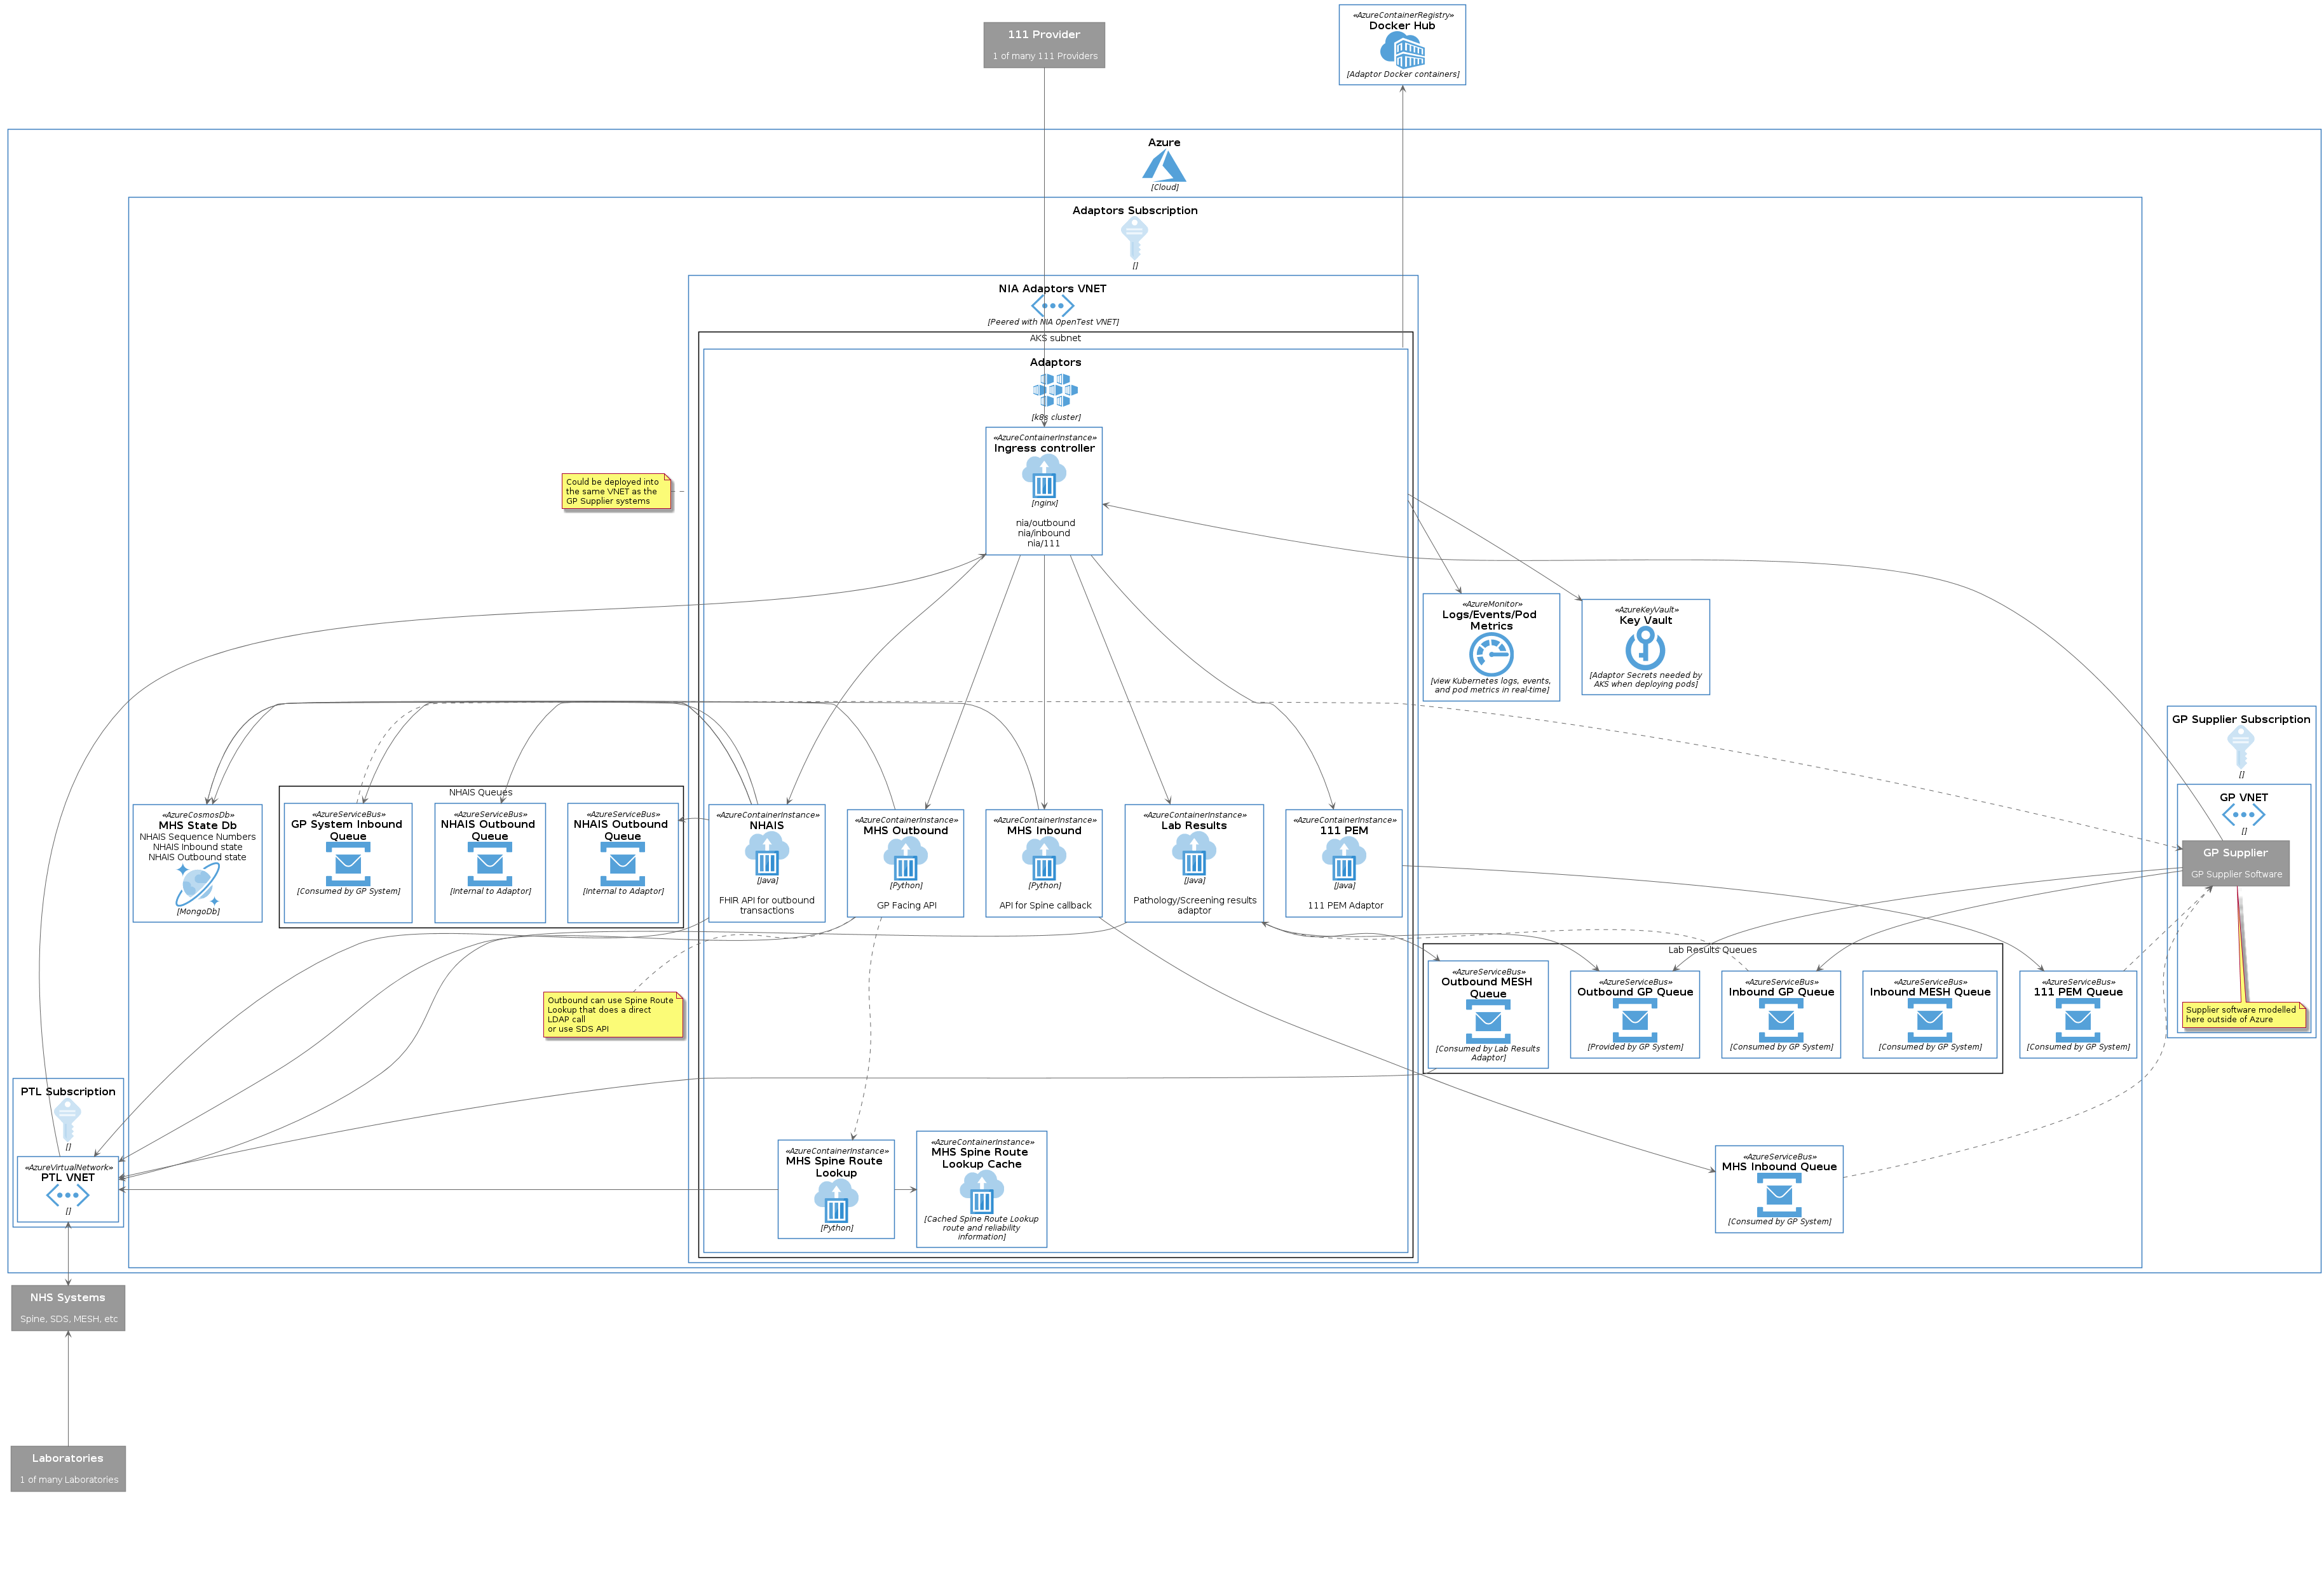 111 Provider
1 of many 111 Providers
«AzureContainerRegistry»
Docker Hub
[Adaptor Docker containers]
Azure
[Cloud]
Adaptors Subscription
[]
NIA Adaptors VNET
[Peered with NIA OpenTest VNET]
AKS subnet
Adaptors
[k8s cluster]
«AzureContainerInstance»
Ingress controller
[nginx]
nia/outbound
nia/inbound
nia/111
Could be deployed into
the same VNET as the
GP Supplier systems
«AzureMonitor»
Logs/Events/Pod
Metrics
[view Kubernetes logs, events,
and pod metrics in real-time]
«AzureKeyVault»
Key Vault
[Adaptor Secrets needed by
AKS when deploying pods]
GP Supplier Subscription
[]
GP VNET
[]
GP Supplier
GP Supplier Software
Supplier software modelled
here outside of Azure
«AzureCosmosDb»
MHS State Db
NHAIS Sequence Numbers
NHAIS Inbound state
NHAIS Outbound state
[MongoDb]
NHAIS Queues
«AzureServiceBus»
GP System Inbound
Queue
[Consumed by GP System]
«AzureServiceBus»
NHAIS Outbound
Queue
[Internal to Adaptor]
«AzureServiceBus»
NHAIS Outbound
Queue
[Internal to Adaptor]
«AzureContainerInstance»
NHAIS
[Java]
FHIR API for outbound
transactions
«AzureContainerInstance»
MHS Outbound
[Python]
GP Facing API
«AzureContainerInstance»
MHS Inbound
[Python]
API for Spine callback
«AzureContainerInstance»
Lab Results
[Java]
Pathology/Screening results
adaptor
«AzureContainerInstance»
111 PEM
[Java]
111 PEM Adaptor
Outbound can use Spine Route
Lookup that does a direct
LDAP call
or use SDS API
Lab Results Queues
«AzureServiceBus»
Outbound MESH
Queue
[Consumed by Lab Results
Adaptor]
«AzureServiceBus»
Outbound GP Queue
[Provided by GP System]
«AzureServiceBus»
Inbound GP Queue
[Consumed by GP System]
«AzureServiceBus»
Inbound MESH Queue
[Consumed by GP System]
«AzureServiceBus»
111 PEM Queue
[Consumed by GP System]
PTL Subscription
[]
«AzureVirtualNetwork»
PTL VNET
[]
«AzureContainerInstance»
MHS Spine Route
Lookup
[Python]
«AzureContainerInstance»
MHS Spine Route
Lookup Cache
[Cached Spine Route Lookup
route and reliability
information]
«AzureServiceBus»
MHS Inbound Queue
[Consumed by GP System]
NHS Systems
Spine, SDS, MESH, etc
Laboratories
1 of many Laboratories